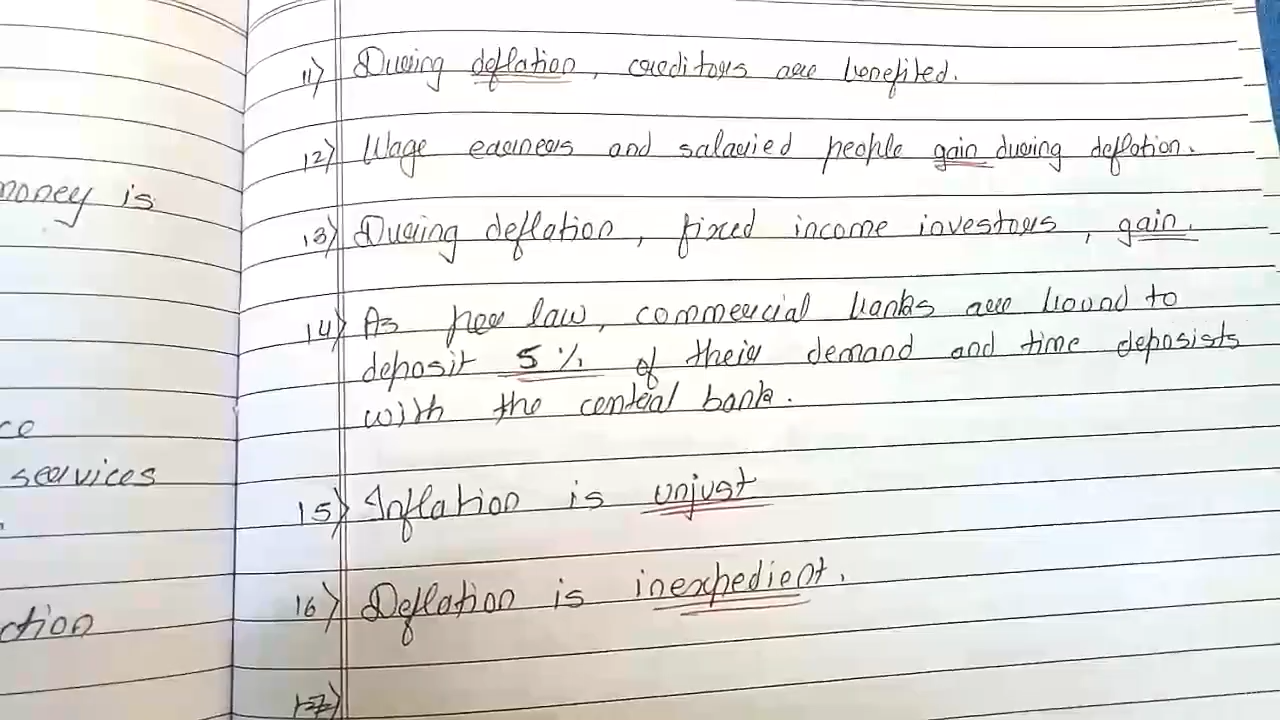 money is
ce
services
ction
11) During deflation, creditors are benefited.
12) Wage earners and salaried people gain during deflation.
13) During deflation, fixed income investors, gain.
14) As per law, commercial banks are bound to
deposit 5% of their demand and time deposists
with the central bank.
15) Inflation is unjust
16) Deflation is inexpedient.
17)